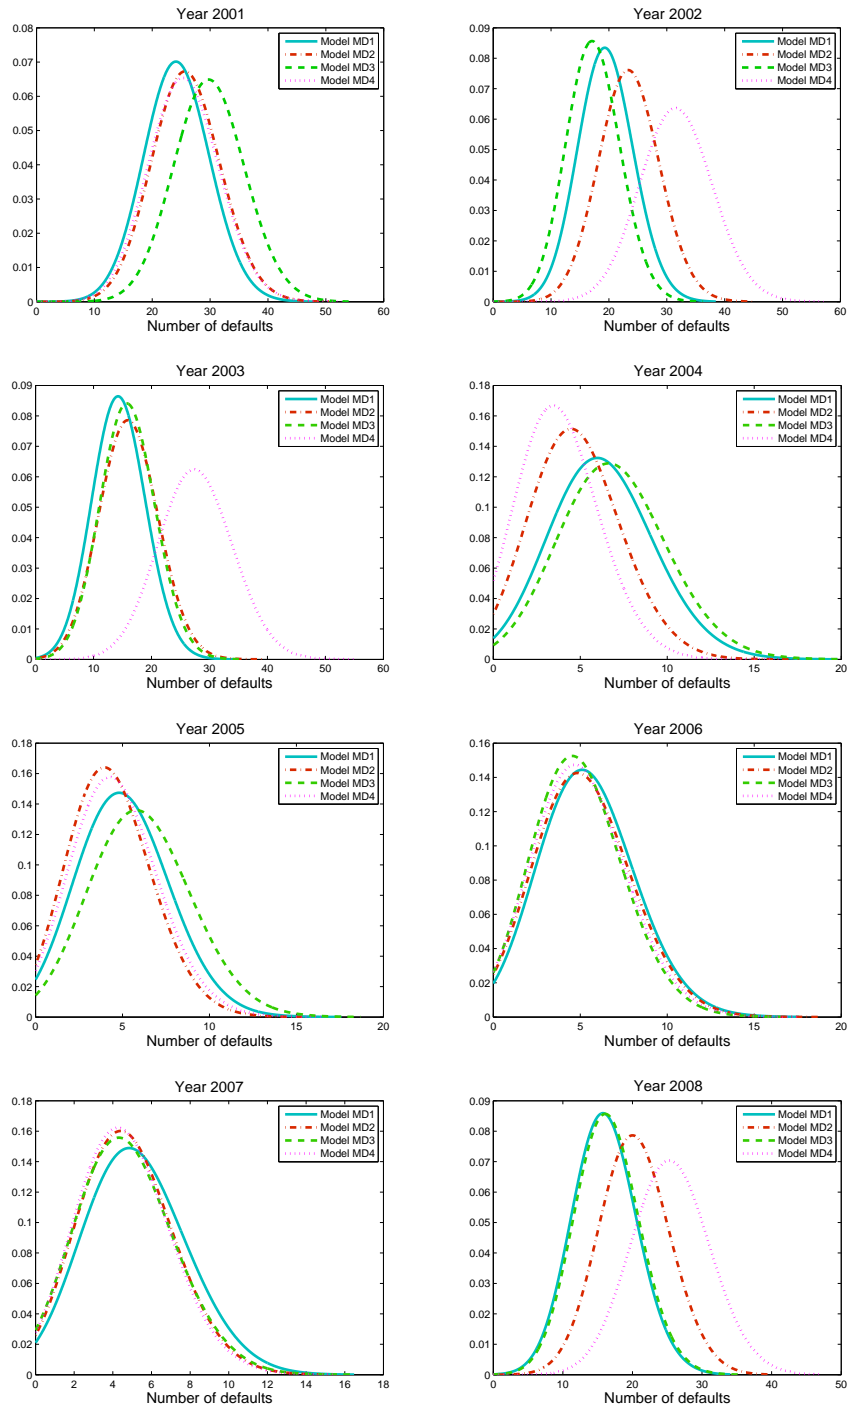 Year 2001
0.08
0.07
0.06
0.05
0.04
0.03
0.02
0.01
0
0 10 20 30 40 50 60
Number of defaults
Model MD1
Model MD2
Model MD3
Model MD4
Year 2002
0.09
0.08
0.07
0.06
0.05
0.04
0.03
0.02
0.01
0
0 10 20 30 40 50 60
Number of defaults
Model MD1
Model MD2
Model MD3
Model MD4
Year 2003
0.09
0.08
0.07
0.06
0.05
0.04
0.03
0.02
0.01
0
0 10 20 30 40 50 60
Number of defaults
Model MD1
Model MD2
Model MD3
Model MD4
Year 2004
0.18
0.16
0.14
0.12
0.1
0.08
0.06
0.04
0.02
0
0 5 10 15 20
Number of defaults
Model MD1
Model MD2
Model MD3
Model MD4
Year 2005
0.18
0.16
0.14
0.12
0.1
0.08
0.06
0.04
0.02
0
0 5 10 15 20
Number of defaults
Model MD1
Model MD2
Model MD3
Model MD4
Year 2006
0.16
0.14
0.12
0.1
0.08
0.06
0.04
0.02
0
0 5 10 15 20
Number of defaults
Model MD1
Model MD2
Model MD3
Model MD4
Year 2007
0.18
0.16
0.14
0.12
0.1
0.08
0.06
0.04
0.02
0
0 2 4 6 8 10 12 14 16 18
Number of defaults
Model MD1
Model MD2
Model MD3
Model MD4
Year 2008
0.09
0.08
0.07
0.06
0.05
0.04
0.03
0.02
0.01
0
0 10 20 30 40 50
Number of defaults
Model MD1
Model MD2
Model MD3
Model MD4